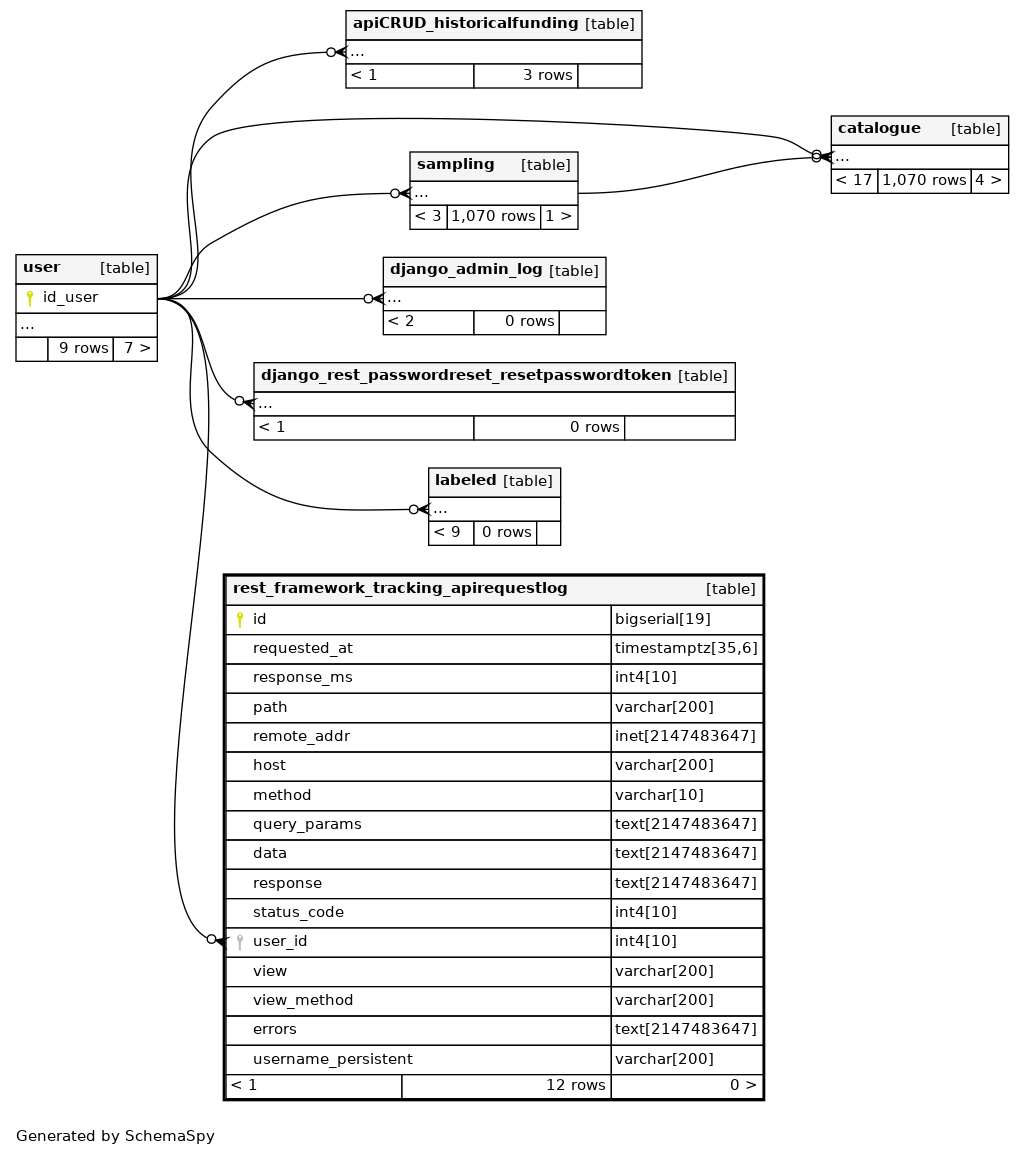 apiCRUD_historicalfunding [table]
...
< 1 3 rows
catalogue [table]
...
< 17 1,070 rows 4 >
sampling [table]
...
< 3 1,070 rows 1 >
user [table]
id_user
...
9 rows 7 >
django_admin_log [table]
...
< 2 0 rows
django_rest_passwordreset_resetpasswordtoken [table]
...
< 1 0 rows
labeled [table]
...
< 9 0 rows
rest_framework_tracking_apirequestlog [table]
id bigserial[19]
requested_at timestamptz[35,6]
response_ms int4[10]
path varchar[200]
remote_addr inet[2147483647]
host varchar[200]
method varchar[10]
query_params text[2147483647]
data text[2147483647]
response text[2147483647]
status_code int4[10]
user_id int4[10]
view varchar[200]
view_method varchar[200]
errors text[2147483647]
username_persistent varchar[200]
< 1 12 rows 0 >
Generated by SchemaSpy